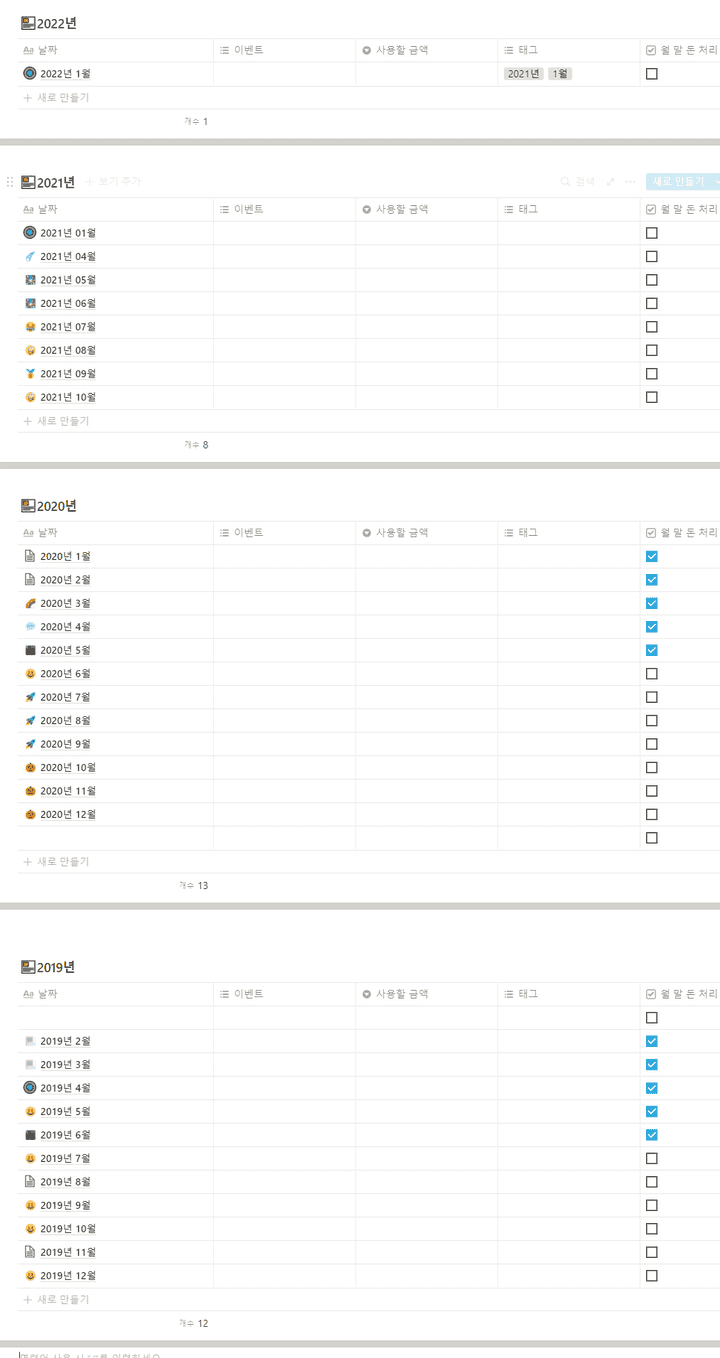 2022년
Aa 날짜 이벤트 사용할 금액 태그 월 말 돈 처리
2022년 1월 2021년 1월
+ 새로 만들기
개수 1
2021년 + 보기 추가 검색 새로 만들기
Aa 날짜 이벤트 사용할 금액 태그 월 말 돈 처리
2021년 01월
2021년 04월
2021년 05월
2021년 06월
2021년 07월
2021년 08월
2021년 09월
2021년 10월
+ 새로 만들기
개수 8
2020년
Aa 날짜 이벤트 사용할 금액 태그 월 말 돈 처리
2020년 1월
2020년 2월
2020년 3월
2020년 4월
2020년 5월
2020년 6월
2020년 7월
2020년 8월
2020년 9월
2020년 10월
2020년 11월
2020년 12월
+ 새로 만들기
개수 13
2019년
Aa 날짜 이벤트 사용할 금액 태그 월 말 돈 처리
2019년 2월
2019년 3월
2019년 4월
2019년 5월
2019년 6월
2019년 7월
2019년 8월
2019년 9월
2019년 10월
2019년 11월
2019년 12월
+ 새로 만들기
개수 12